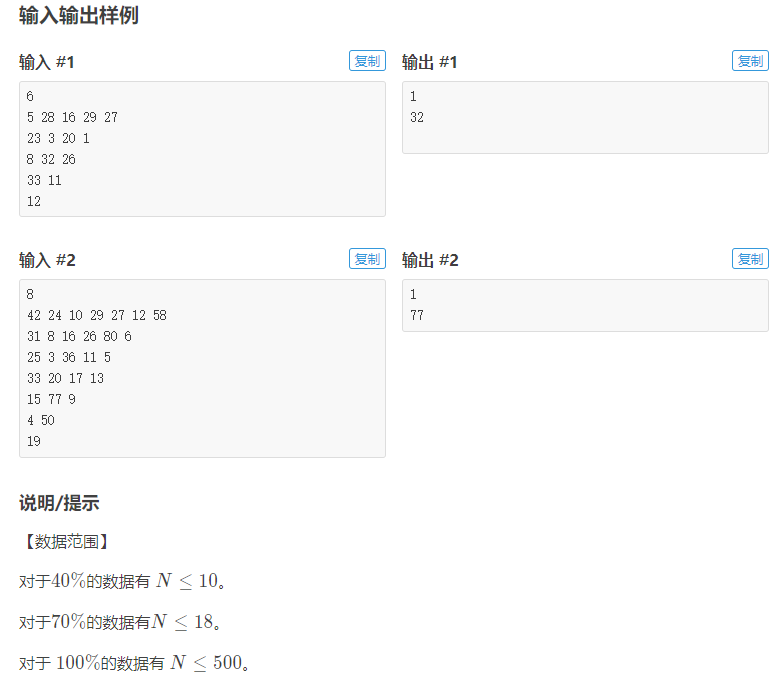 输入输出样例
输入 #1
复制
6
5 28 16 29 27
23 3 20 1
8 32 26
33 11
12
输出 #1
复制
1
32
输入 #2
复制
8
42 24 10 29 27 12 58
31 8 16 26 80 6
25 3 36 11 5
33 20 17 13
15 77 9
4 50
19
输出 #2
复制
1
77
说明/提示
【数据范围】
对于40%的数据有 N ≤ 10。
对于70%的数据有N ≤ 18。
对于 100%的数据有 N ≤ 500。